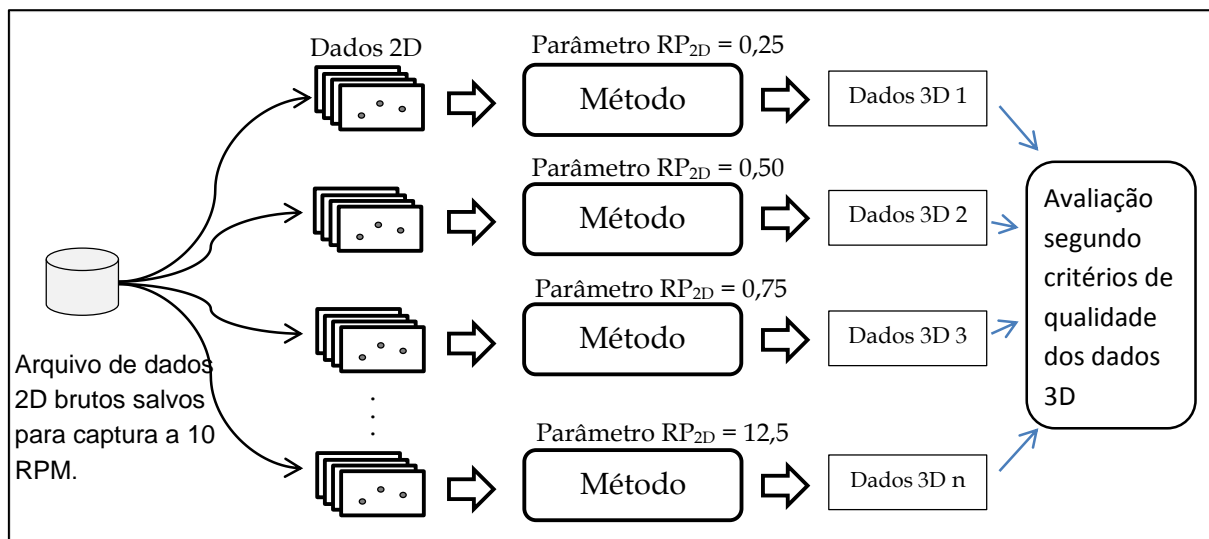 Dados 2D
Parâmetro RP2D = 0,25
Método
Dados 3D 1
Parâmetro RP2D = 0,50
Método
Dados 3D 2
Parâmetro RP2D = 0,75
Método
Dados 3D 3
.
.
.
Parâmetro RP2D = 12,5
Método
Dados 3D n
Arquivo de dados
2D brutos salvos
para captura a 10
RPM.
Avaliação
segundo
critérios de
qualidade
dos dados
3D